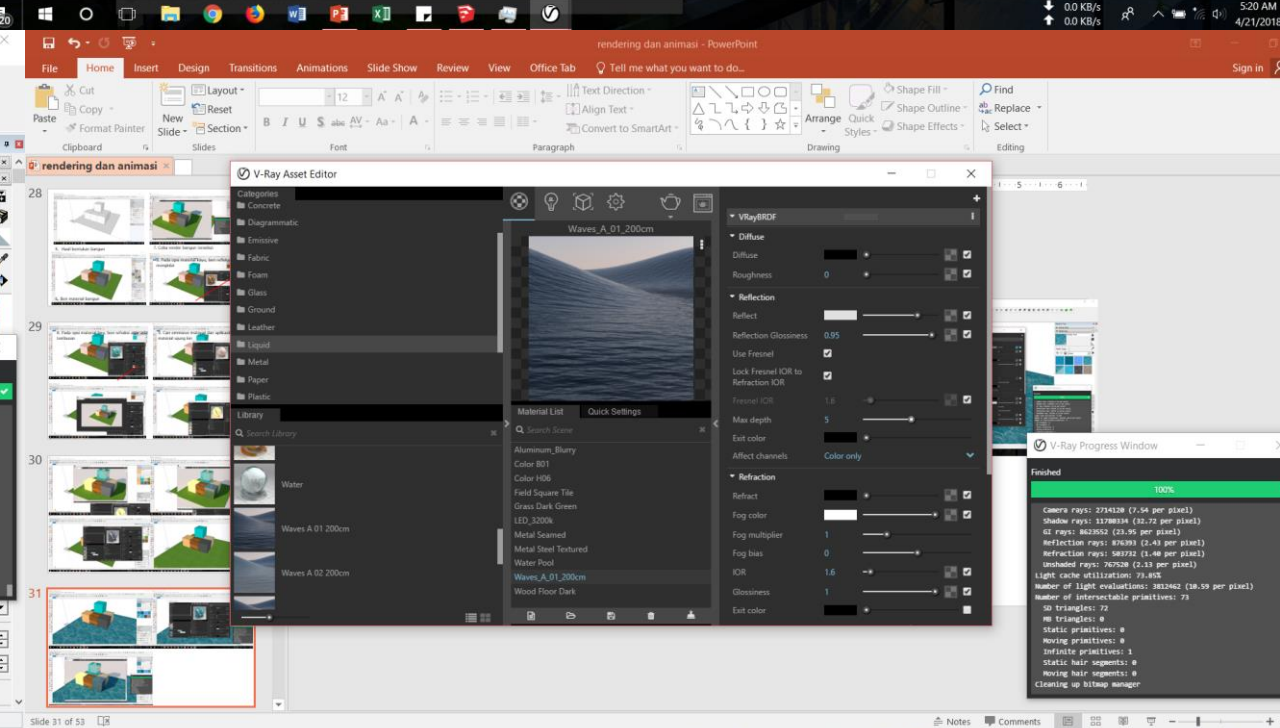 0.0 KB/s
0.0 KB/s
5:20 AM
4/21/2018
20
rendering dan animasi - PowerPoint
File Home Insert Design Transitions Animations Slide Show Review View Office Tab Tell me what you want to do... Sign in
Paste
Cut
Copy
Format Painter
Clipboard
New
Slide
Layout
Reset
Section
Slides
12
B I U S abc AV Aa A
Font
Text Direction
Align Text
Convert to SmartArt
Paragraph
Arrange
Quick
Styles
Shape Fill
Shape Outline
Shape Effects
Drawing
Find
Replace
Select
Editing
rendering dan animasi
28
29
30
31
V-Ray Asset Editor
Categories
Concrete
Diagrammatic
Emissive
Fabric
Foam
Glass
Ground
Leather
Liquid
Metal
Paper
Plastic
Library
Search Library
Water
Waves A 01 200cm
Waves A 02 200cm
Waves_A_01_200cm
Material List Quick Settings
Search Scene
Aluminum_Blurry
Color B01
Color H06
Field Square Tile
Grass Dark Green
LED_3200k
Metal Seamed
Metal Steel Textured
Water Pool
Waves_A_01_200cm
Wood Floor Dark
VRayBRDF
Diffuse
Diffuse
Roughness 0
Reflection
Reflect
Reflection Glossiness 0.95
Use Fresnel
Lock Fresnel IOR to
Refraction IOR
Fresnel IOR 1.6
Max depth 5
Exit color
Affect channels Color only
Refraction
Refract
Fog color
Fog multiplier 1
Fog bias 0
IOR 1.6
Glossiness 1
Exit color
5 6
V-Ray Progress Window
Finished
100%
Camera rays: 2714120 (7.54 per pixel)
Shadow rays: 11780334 (32.72 per pixel)
GI rays: 8623552 (23.95 per pixel)
Reflection rays: 876393 (2.43 per pixel)
Refraction rays: 503732 (1.40 per pixel)
Unshaded rays: 767520 (2.13 per pixel)
Light cache utilization: 73.85%
Number of light evaluations: 3812462 (10.59 per pixel)
Number of intersectable primitives: 73
SD triangles: 72
MB triangles: 0
Static primitives: 0
Moving primitives: 0
Infinite primitives: 1
Static hair segments: 0
Moving hair segments: 0
Cleaning up bitmap manager
Slide 31 of 53
Notes Comments